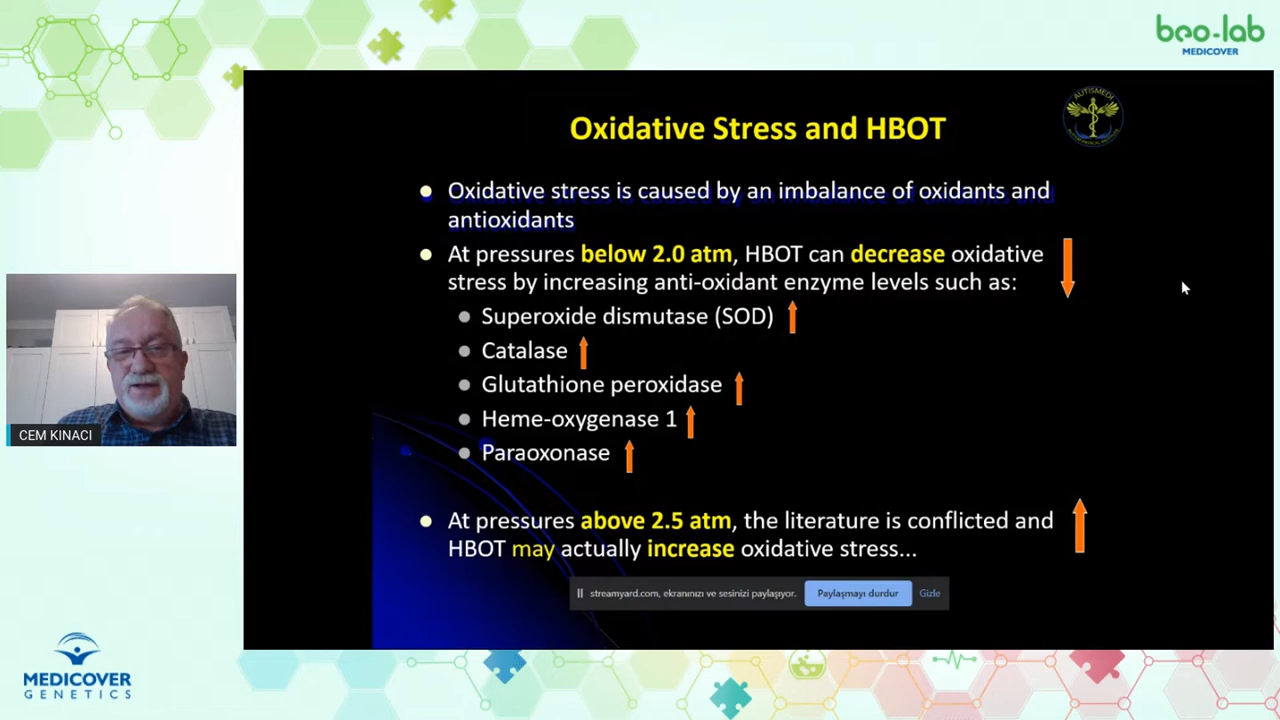 beo-lab
MEDICOVER
AUTISMEDI
Oxidative Stress and HBOT
Oxidative stress is caused by an imbalance of oxidants and
antioxidants
At pressures below 2.0 atm, HBOT can decrease oxidative
stress by increasing anti-oxidant enzyme levels such as:
Superoxide dismutase (SOD)
Catalase
Glutathione peroxidase
Heme-oxygenase 1
Paraoxonase
At pressures above 2.5 atm, the literature is conflicted and
HBOT may actually increase oxidative stress...
streamyard.com, ekranınızı ve sesinizi paylaşıyor.
Paylaşmayı durdur
Gizle
CEM KINACI
MEDICOVER
GENETICS